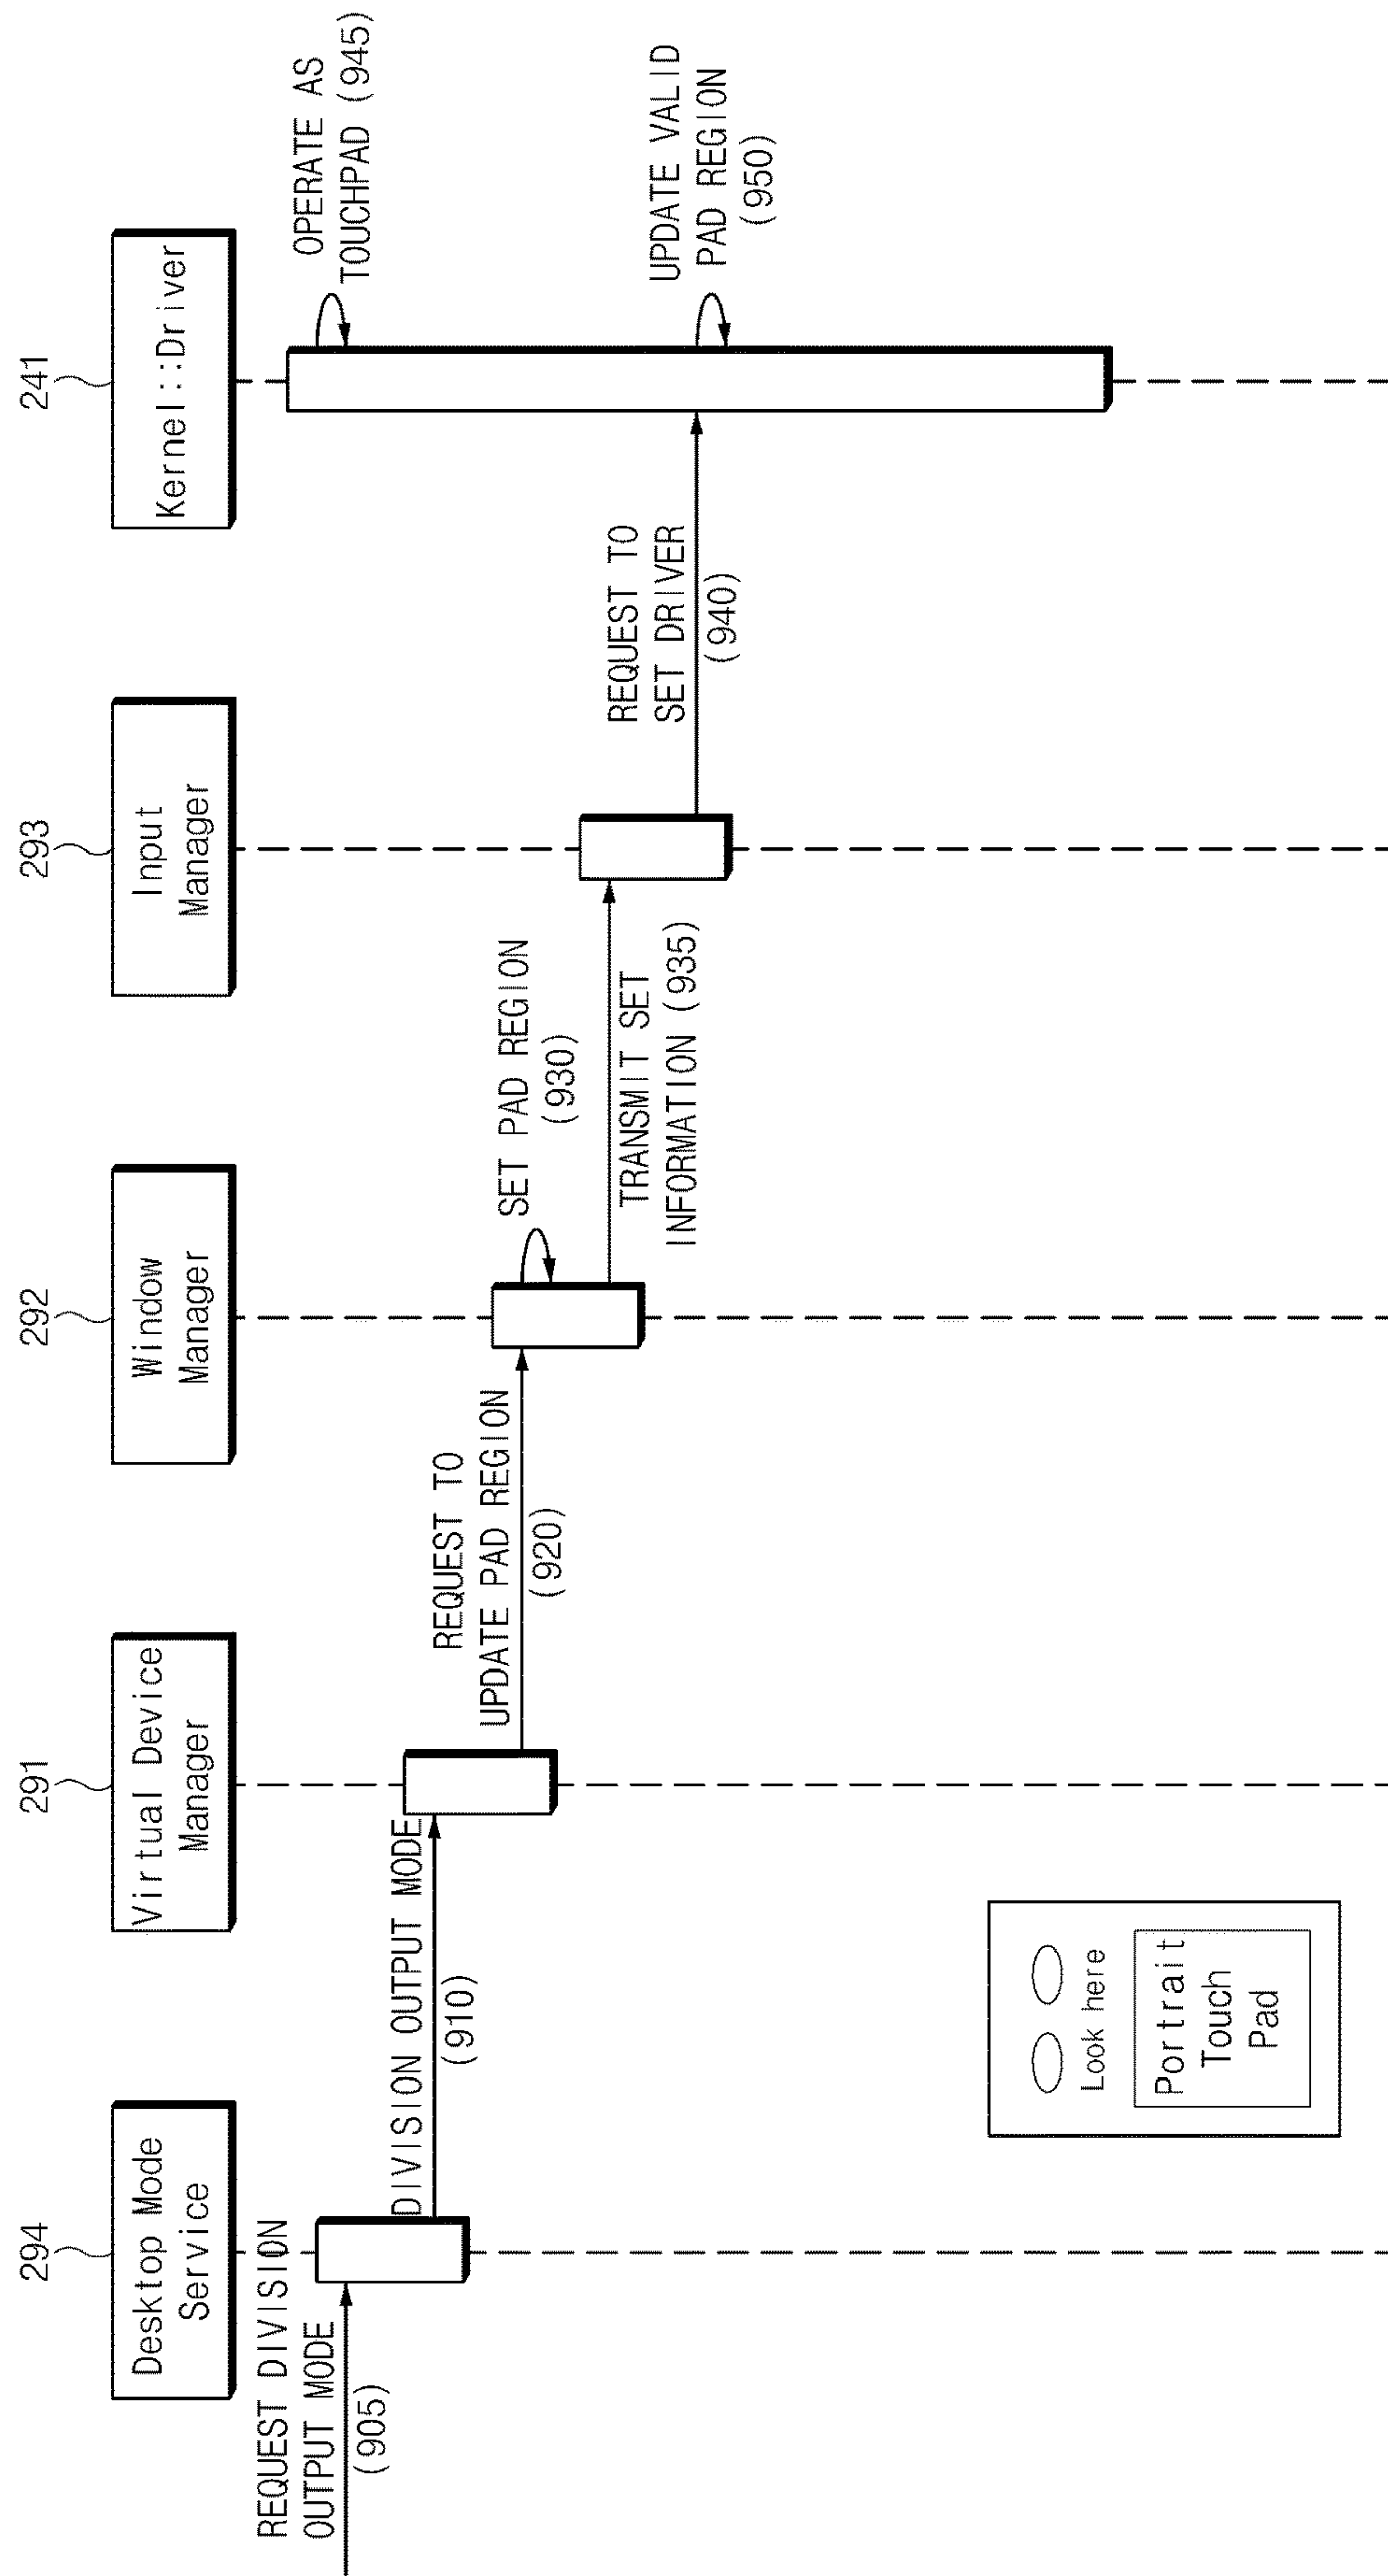 294
291
292
293
241
Desktop Mode
Service
Virtual Device
Manager
Window
Manager
Input
Manager
Kernel::Driver
REQUEST DIVISION
OUTPUT MODE
(905)
DIVISION OUTPUT MODE
(910)
REQUEST TO
UPDATE PAD REGION
(920)
SET PAD REGION
(930)
TRANSMIT SET
INFORMATION (935)
REQUEST TO
SET DRIVER
(940)
OPERATE AS
TOUCHPAD (945)
UPDATE VALID
PAD REGION
(950)
Look here
Portrait
Touch
Pad